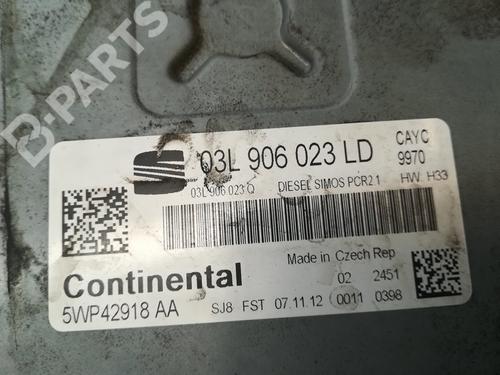 B-PARTS
03L 906 023 LD CAYC
9970
03L 906 023 Q DIESEL SIMOS PCR2.1 HW H33
Made in Czech Rep
Continental 02 2451
5WP42918 AA SJ8 FST 07.11.12 0011 0398